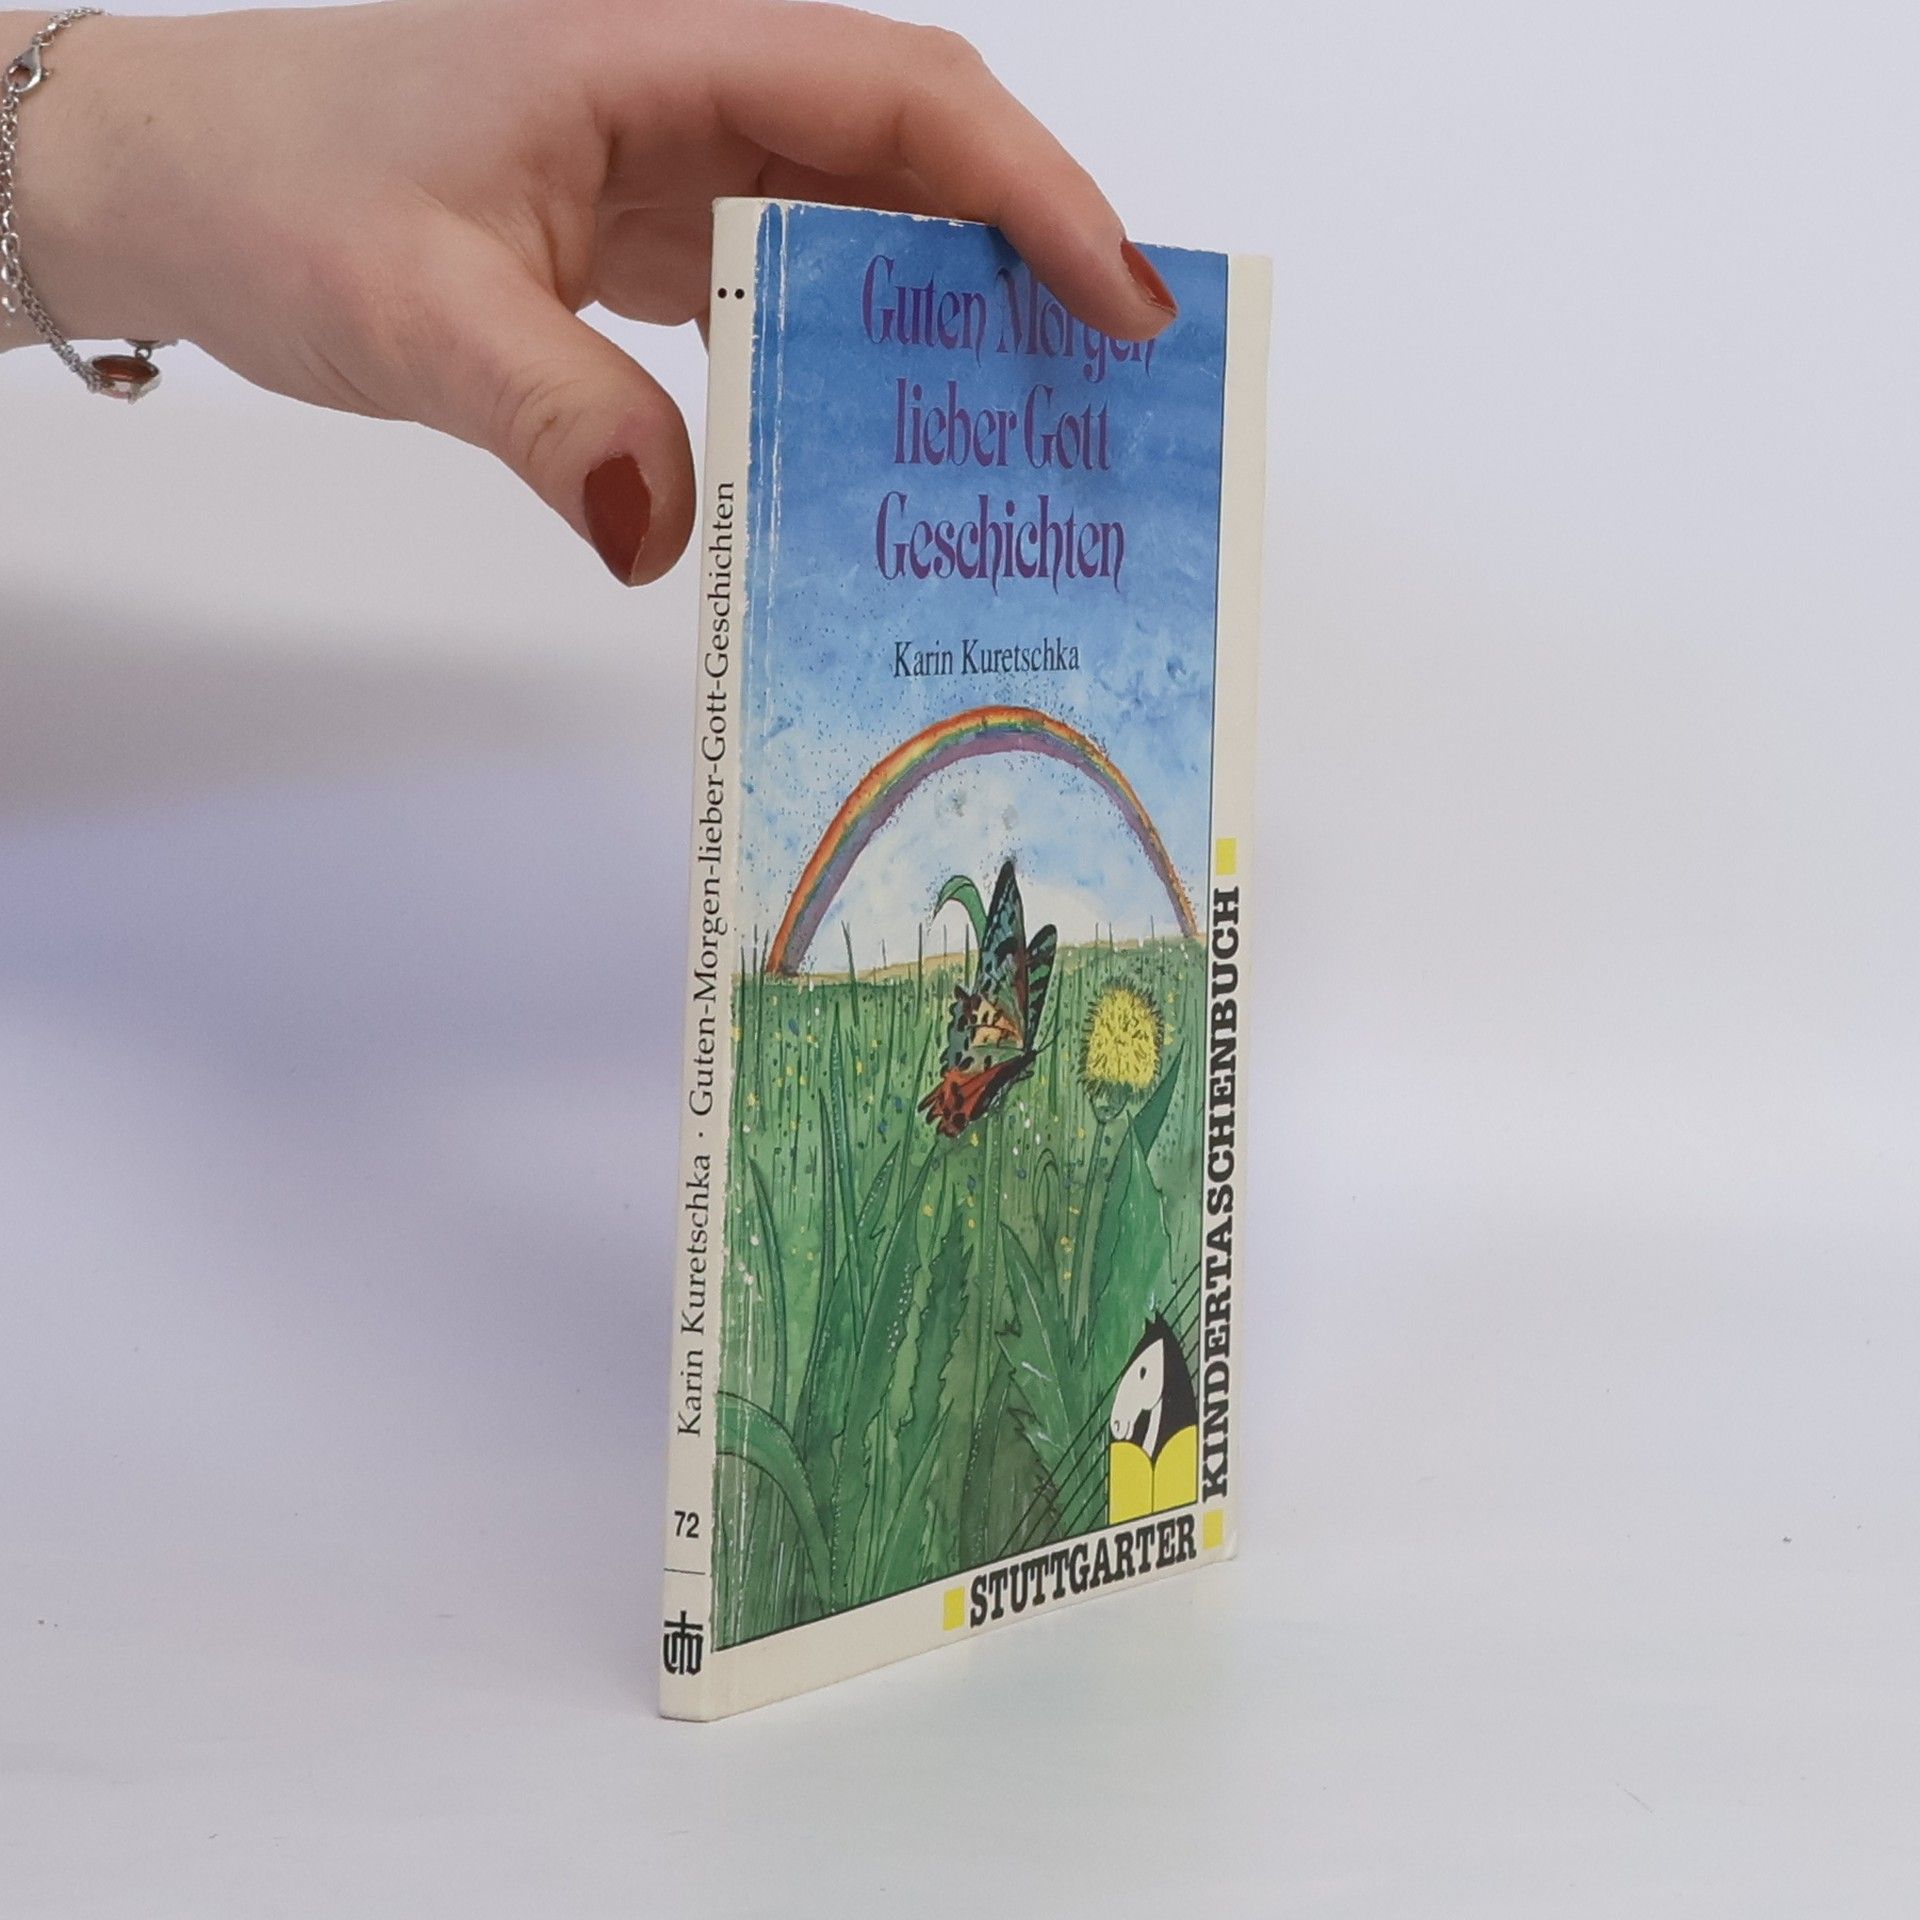 Guten Morgen
lieber Gott
Geschichten
Karin Kuretschka
Karin Kuretschka · Guten-Morgen-lieber-Gott-Geschichten
72
STUTTGARTER
KINDERTASCHENBUCH